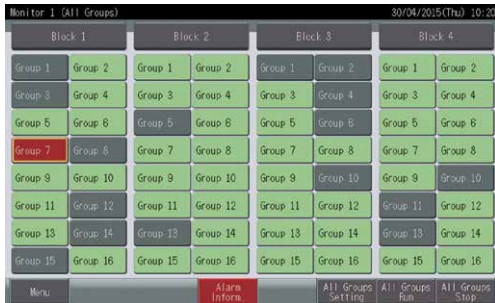 Monitor 1 (All Groups) 30/04/2015(Thu) 10:20
Block 1 Block 2 Block 3 Block 4
Group 1 Group 2 Group 1 Group 2 Group 1 Group 2 Group 1 Group 2
Group 3 Group 4 Group 3 Group 4 Group 3 Group 4 Group 3 Group 4
Group 5 Group 6 Group 5 Group 6 Group 5 Group 6 Group 5 Group 6
Group 7 Group 8 Group 7 Group 8 Group 7 Group 8 Group 7 Group 8
Group 9 Group 10 Group 9 Group 10 Group 9 Group 10 Group 9 Group 10
Group 11 Group 12 Group 11 Group 12 Group 11 Group 12 Group 11 Group 12
Group 13 Group 14 Group 13 Group 14 Group 13 Group 14 Group 13 Group 14
Group 15 Group 16 Group 15 Group 16 Group 15 Group 16 Group 15 Group 16
Menu Alarm Inform. All Groups Setting All Groups Run All Groups Stop